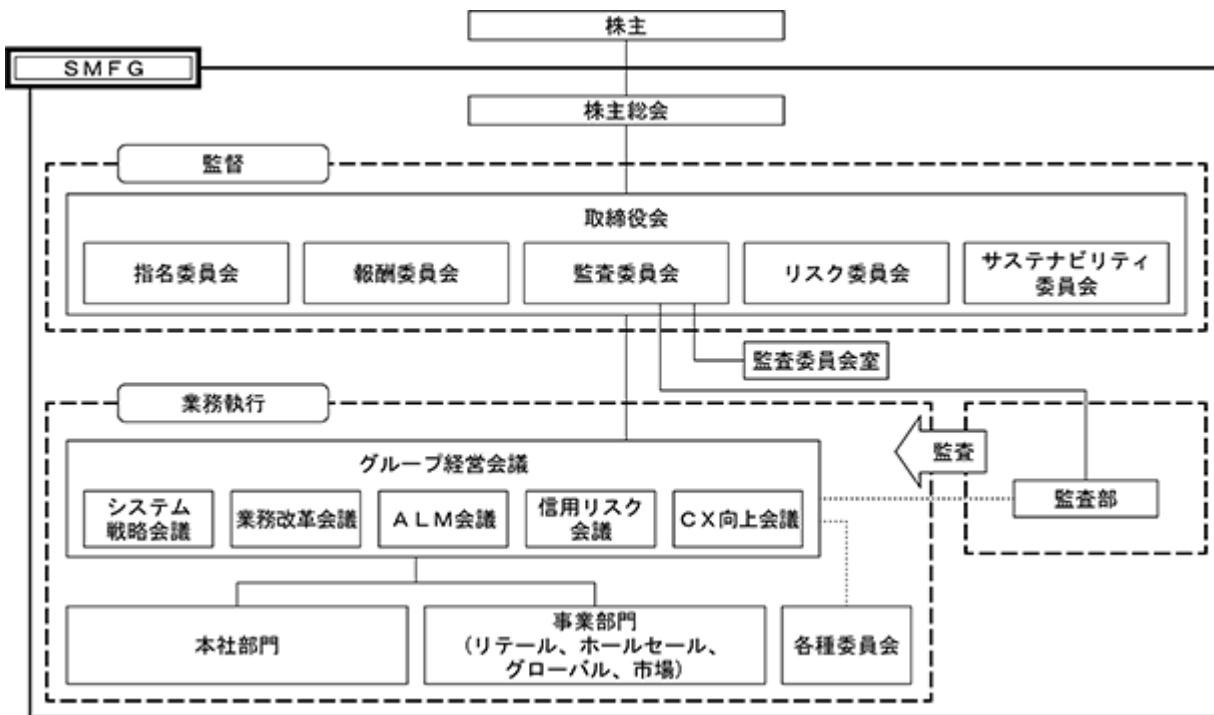 株主
ＳＭＦＧ
株主総会
監督
取締役会
指名委員会
報酬委員会
監査委員会
リスク委員会
サステナビリティ
委員会
監査委員会室
業務執行
グループ経営会議
システム
戦略会議
業務改革会議
ＡＬＭ会議
信用リスク
会議
ＣＸ向上会議
監査
監査部
本社部門
事業部門
(リテール、ホールセール、
グローバル、市場)
各種委員会